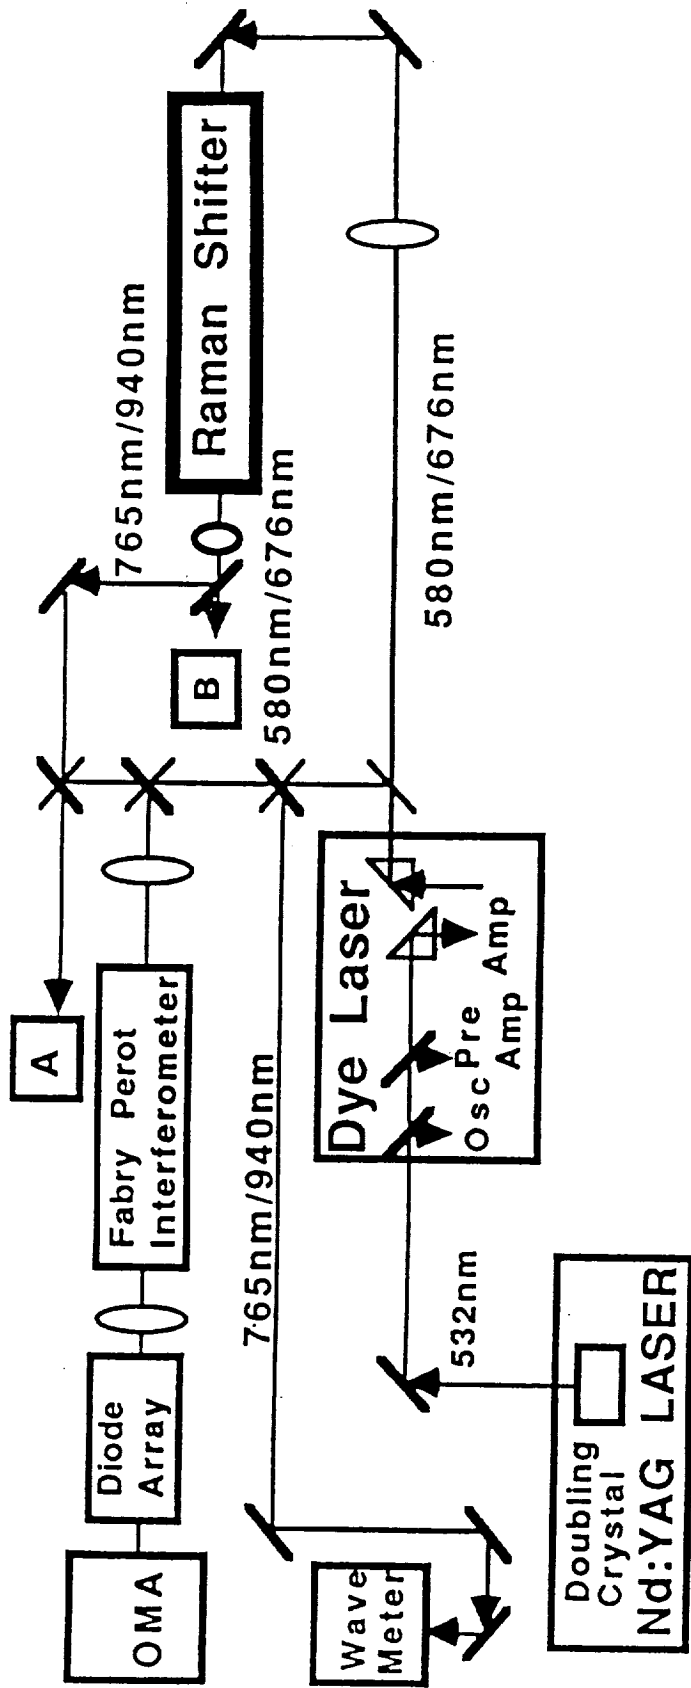 OMA
Diode
Array
Fabry Perot
Interferometer
A
765nm/940nm
B
Raman Shifter
580nm/676nm
765nm/940nm
Wave
Meter
Dye Laser
Osc
Pre
Amp
Amp
580nm/676nm
532nm
Doubling
Crystal
Nd:YAG LASER